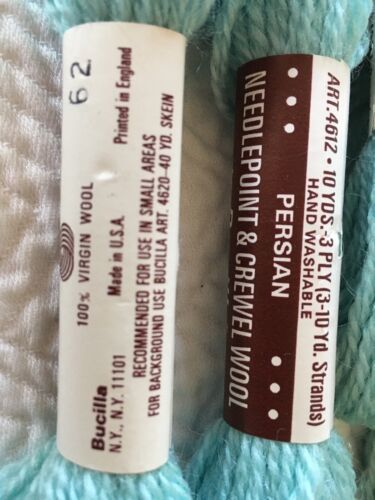 62
100% VIRGIN WOOL
Made in U.S.A. Printed in England
RECOMMENDED FOR USE IN SMALL AREAS
FOR BACKGROUND USE BUCILLA ART. 4620-40 YD. SKEIN
Bucilla
N.Y., N.Y. 11101
ART. 4612 • 10 YDS. 3 PLY (3-10 Yd. Strands)
HAND WASHABLE
PERSIAN
NEEDLEPOINT & CREWEL WOOL